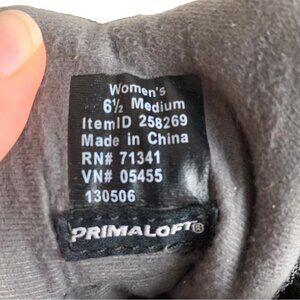 Women's
6½ Medium
ItemID 258269
Made in China
RN# 71341
VN# 05455
130506
PRIMALOFT®